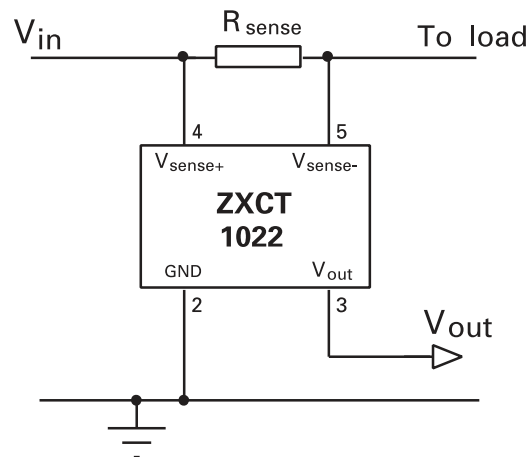 Vin
Rsense
To load
4
5
Vsense+
Vsense-
ZXCT
1022
GND
Vout
2
3
Vout